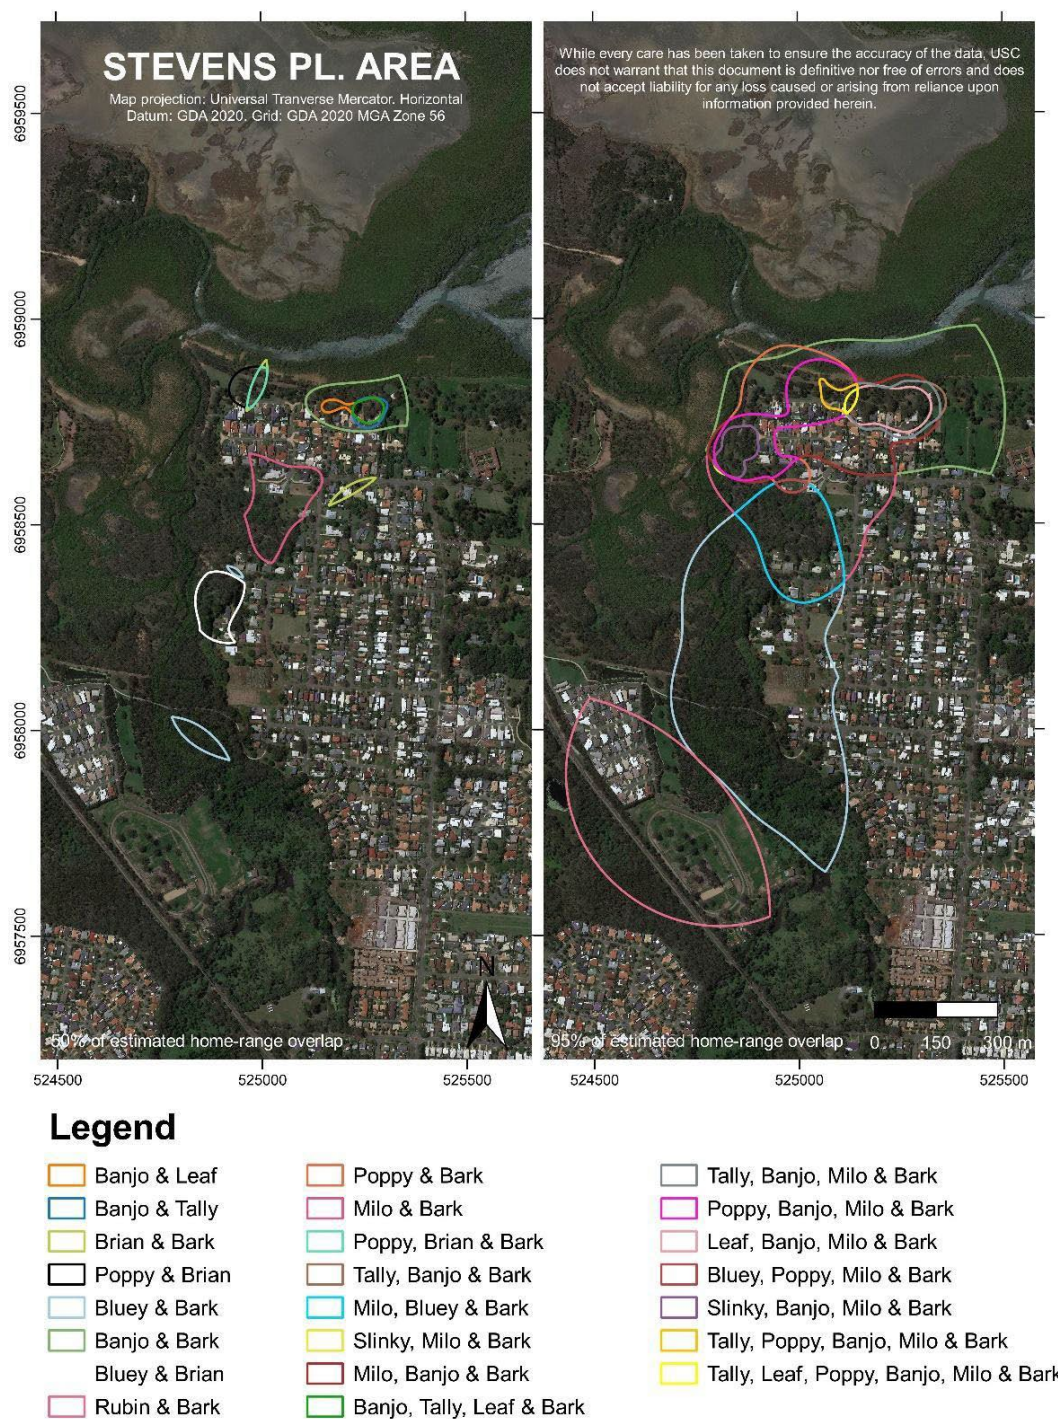 STEVENS PL. AREA
Map projection: Universal Tranverse Mercator. Horizontal
Datum: GDA 2020. Grid: GDA 2020 MGA Zone 56
While every care has been taken to ensure the accuracy of the data, USC
does not warrant that this document is definitive nor free of errors and does
not accept liability for any loss caused or arising from reliance upon
information provided herein.
6959500
6959000
6958500
6958000
6957500
N
50% of estimated home-range overlap
95% of estimated home-range overlap
0 150 300 m
524500 525000 525500
524500 525000 525500
Legend
Banjo & Leaf
Banjo & Tally
Brian & Bark
Poppy & Brian
Bluey & Bark
Banjo & Bark
Bluey & Brian
Rubin & Bark
Poppy & Bark
Milo & Bark
Poppy, Brian & Bark
Tally, Banjo & Bark
Milo, Bluey & Bark
Slinky, Milo & Bark
Milo, Banjo & Bark
Banjo, Tally, Leaf & Bark
Tally, Banjo, Milo & Bark
Poppy, Banjo, Milo & Bark
Leaf, Banjo, Milo & Bark
Bluey, Poppy, Milo & Bark
Slinky, Banjo, Milo & Bark
Tally, Poppy, Banjo, Milo & Bark
Tally, Leaf, Poppy, Banjo, Milo & Bark